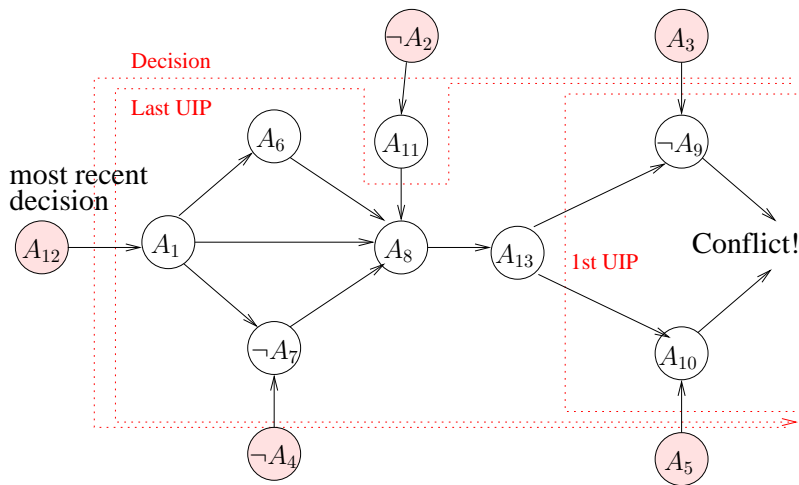 ¬A₂
A₃
Decision
Last UIP
A₆
A₁₁
¬A₉
most recent
decision
A₁₂
A₁
A₈
A₁₃
1st UIP
Conflict!
¬A₇
A₁₀
¬A₄
A₅